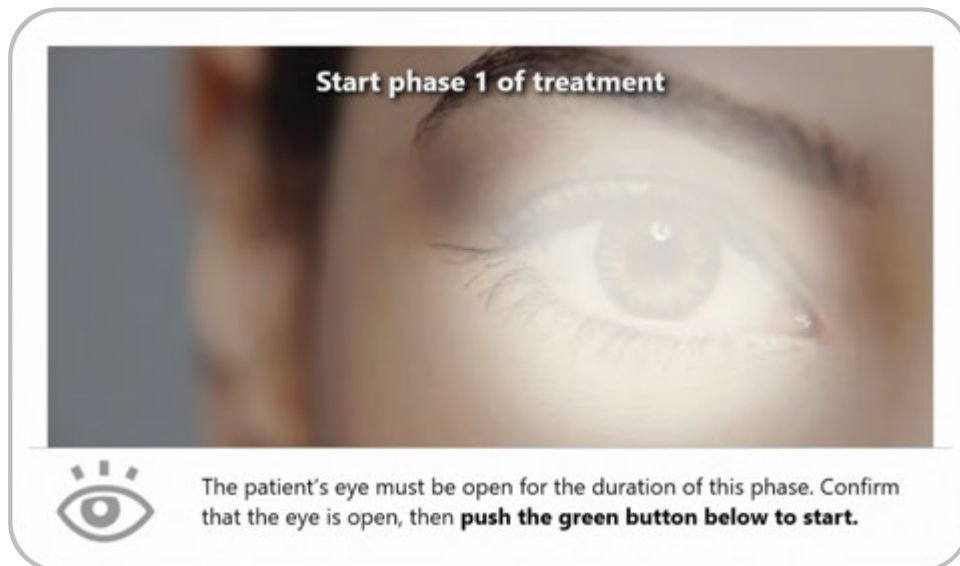 Start phase 1 of treatment
The patient's eye must be open for the duration of this phase. Confirm
that the eye is open, then push the green button below to start.